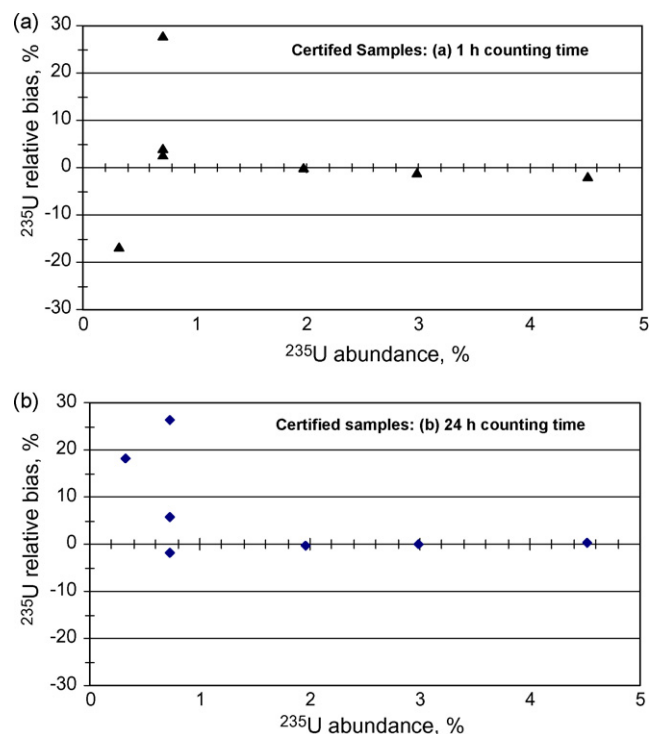 (a)
30
20
10
0
-10
-20
-30
²³⁵U relative bias, %
Certifed Samples: (a) 1 h counting time
0 1 2 3 4 5
²³⁵U abundance, %
(b)
30
20
10
0
-10
-20
-30
²³⁵U relative bias, %
Certified samples: (b) 24 h counting time
0 1 2 3 4 5
²³⁵U abundance, %